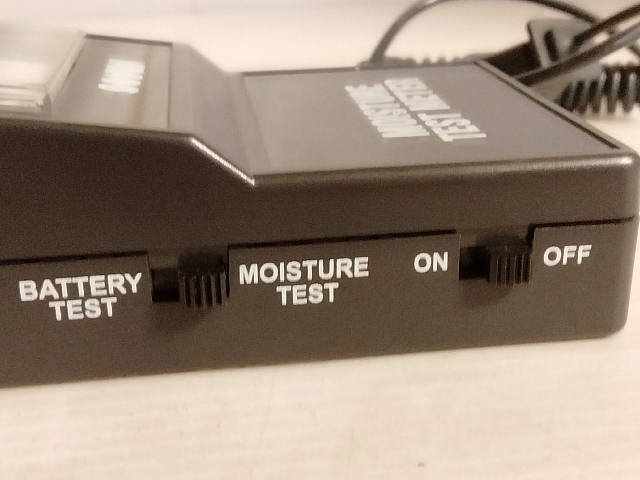 MOISTURE
TEST METER
BATTERY
TEST
MOISTURE
TEST
ON
OFF